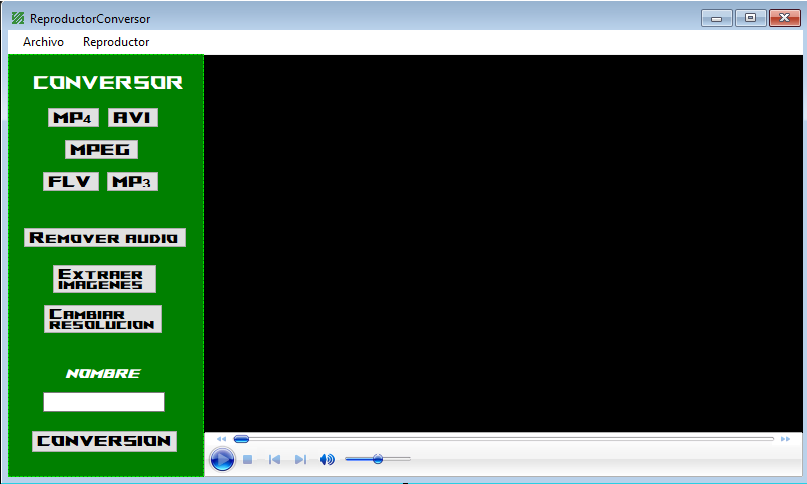 ReproductorConversor
Archivo Reproductor
CONVERSOR
MP4 AVI
MPEG
FLV MP3
Remover audio
Extraer
imagenes
Cambiar
resolucion
NOMBRE
CONVERSION